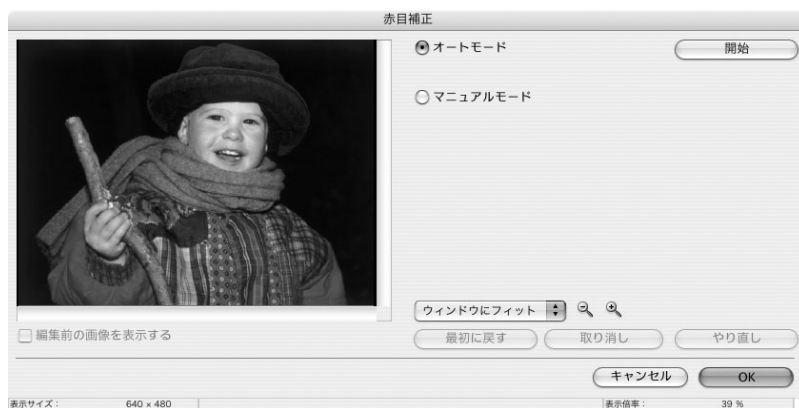 赤目補正
オートモード 開始
マニュアルモード
ウィンドウにフィット
編集前の画像を表示する 最初に戻す 取り消し やり直し
キャンセル OK
表示サイズ： 640 × 480 表示倍率： 39 %